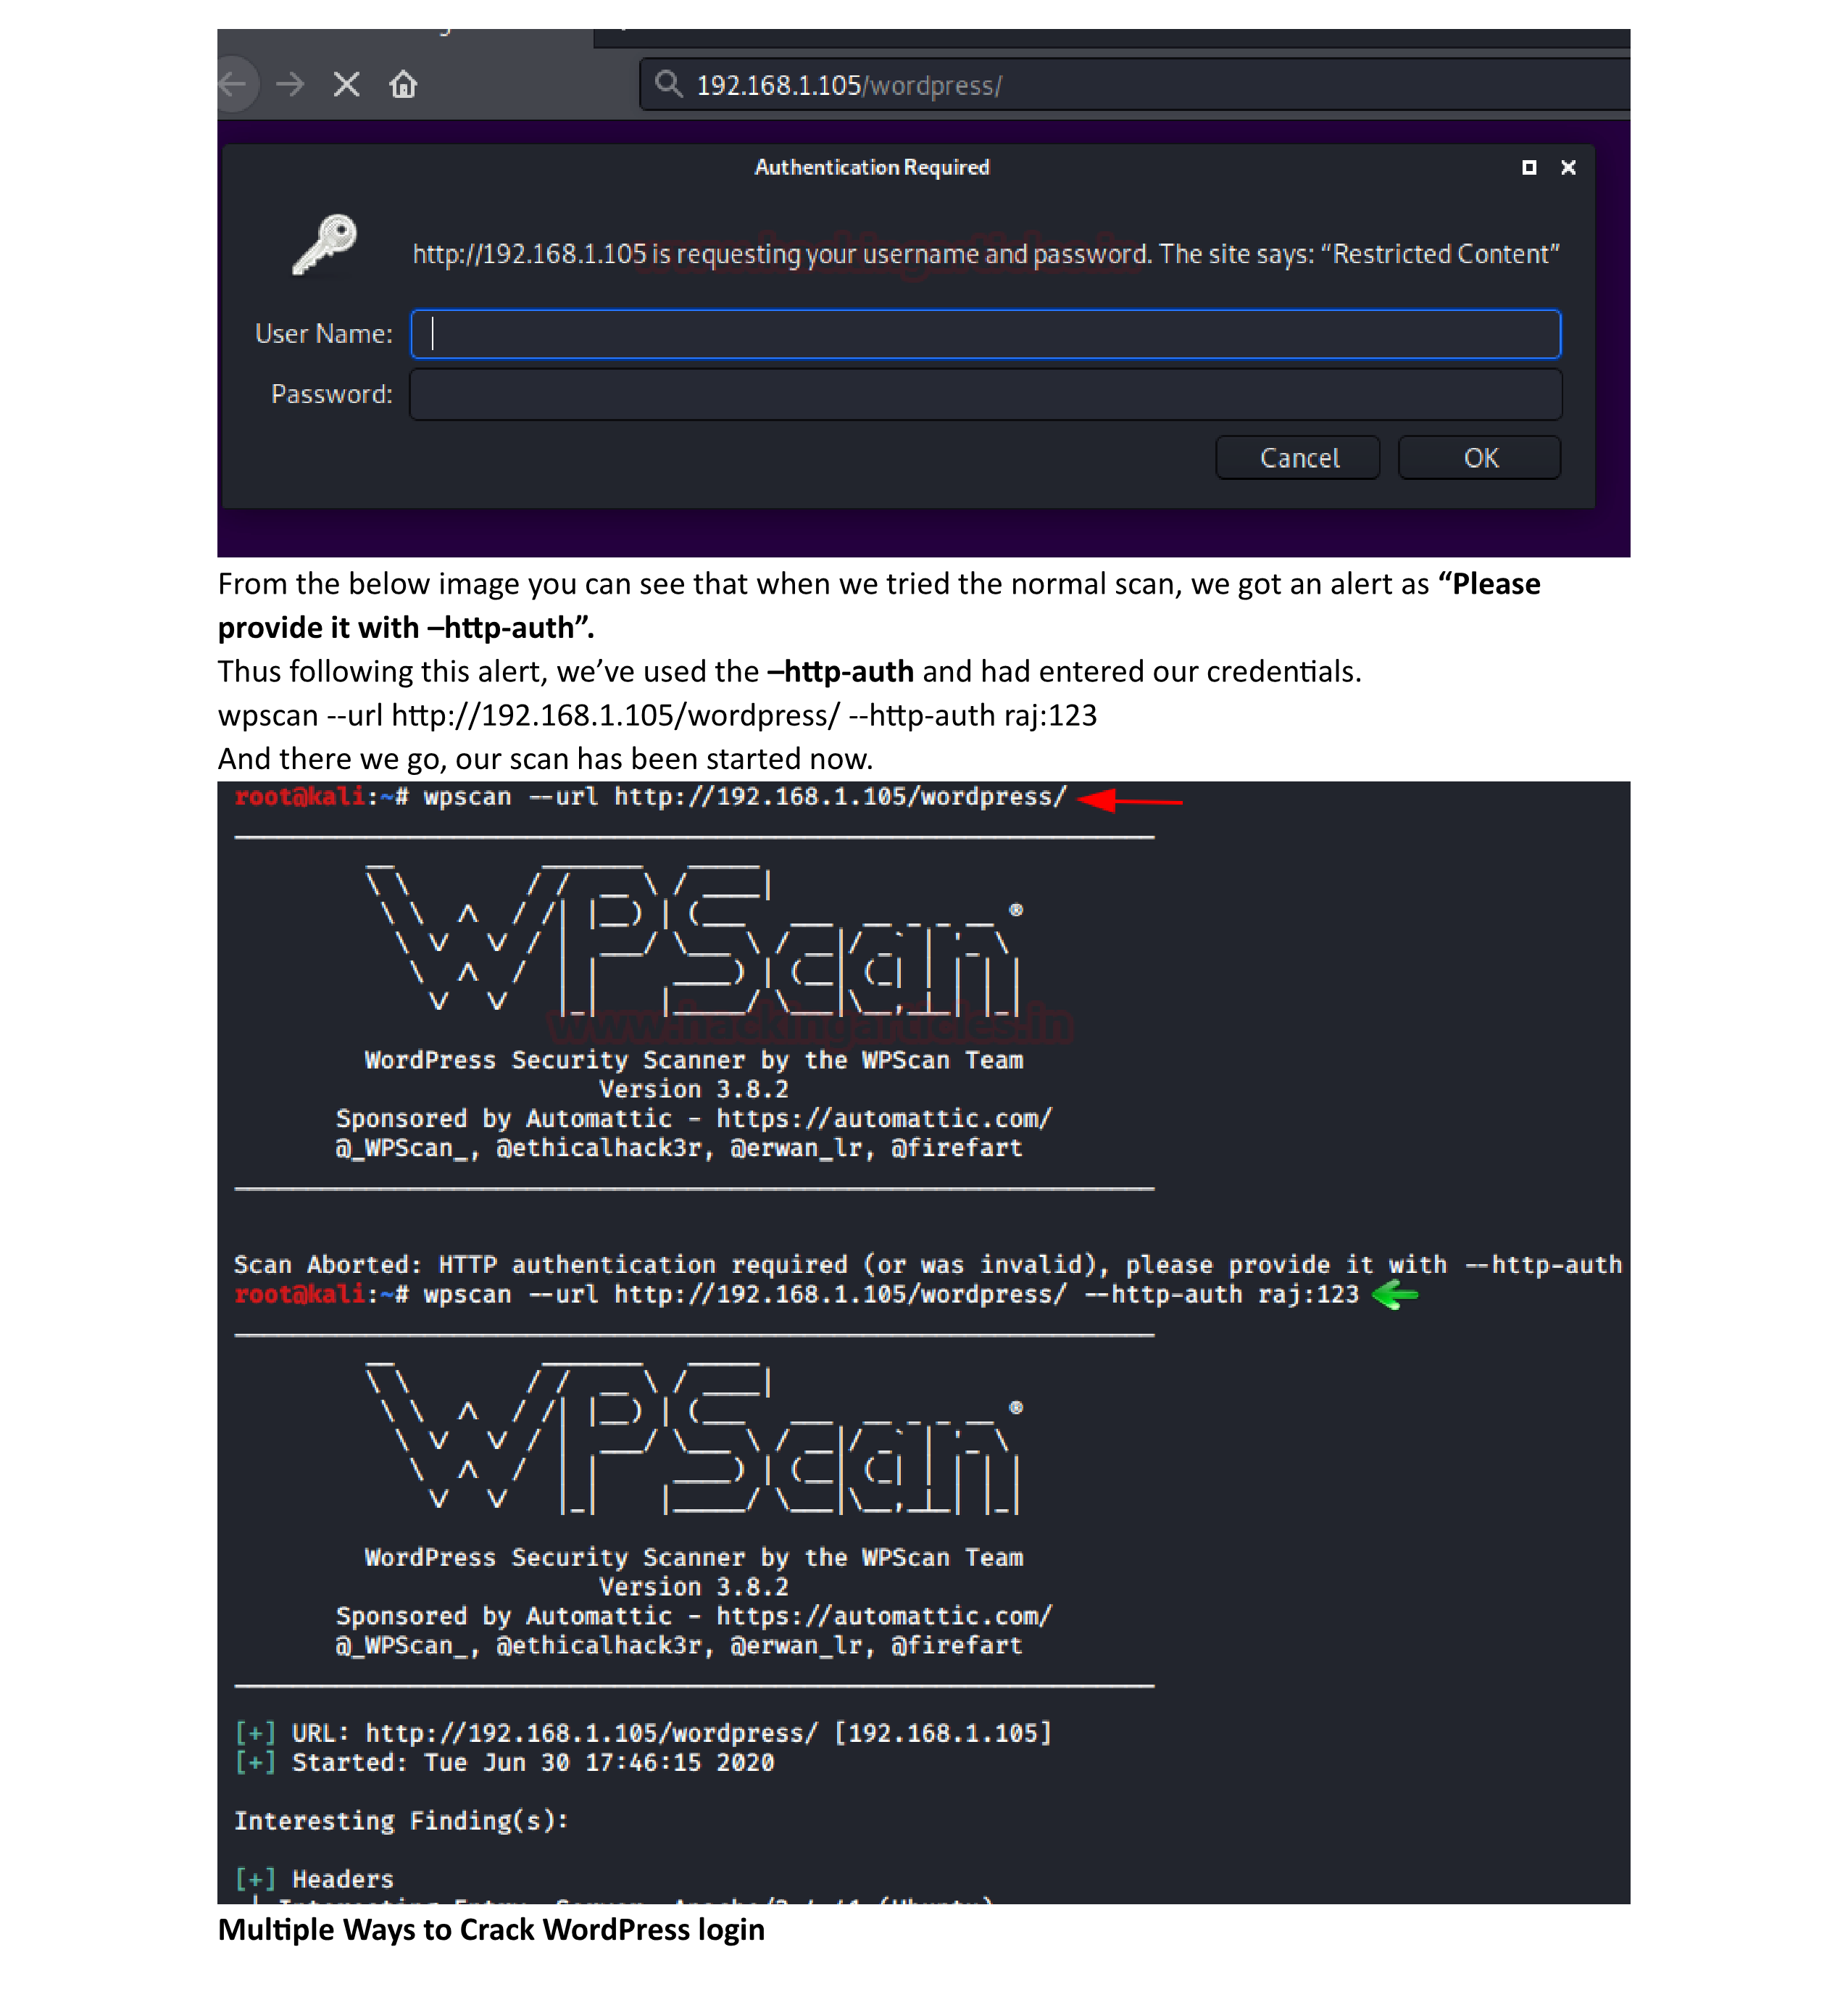 192.168.1.105/wordpress/
Authentication Required
http://192.168.1.105 is requesting your username and password. The site says: “Restricted Content”
User Name:
Password:
Cancel
OK
From the below image you can see that when we tried the normal scan, we got an alert as “Please
provide it with –http-auth”.
Thus following this alert, we’ve used the –http-auth and had entered our credentials.
wpscan --url http://192.168.1.105/wordpress/ --http-auth raj:123
And there we go, our scan has been started now.
root@kali:~# wpscan --url http://192.168.1.105/wordpress/
WPScan ®
www.hackingarticles.in
WordPress Security Scanner by the WPScan Team
Version 3.8.2
Sponsored by Automattic - https://automattic.com/
@_WPScan_, @ethicalhack3r, @erwan_lr, @firefart
Scan Aborted: HTTP authentication required (or was invalid), please provide it with --http-auth
root@kali:~# wpscan --url http://192.168.1.105/wordpress/ --http-auth raj:123
WPScan ®
WordPress Security Scanner by the WPScan Team
Version 3.8.2
Sponsored by Automattic - https://automattic.com/
@_WPScan_, @ethicalhack3r, @erwan_lr, @firefart
[+] URL: http://192.168.1.105/wordpress/ [192.168.1.105]
[+] Started: Tue Jun 30 17:46:15 2020
Interesting Finding(s):
[+] Headers
Multiple Ways to Crack WordPress login